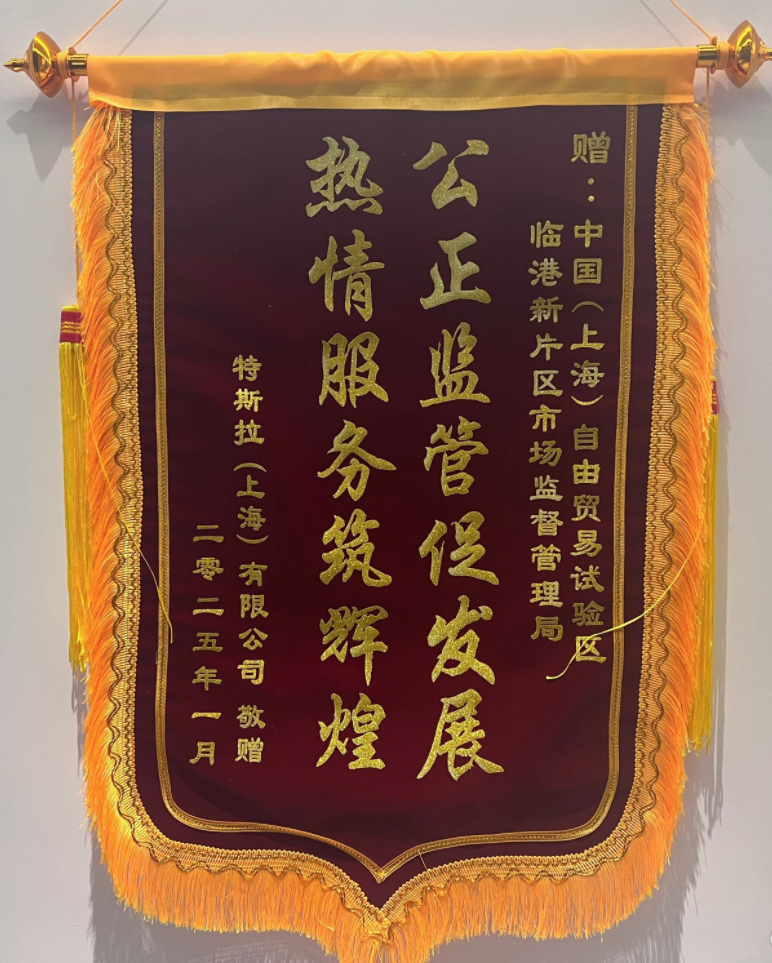 赠：中国（上海）自由贸易试验区
临港新片区市场监督管理局
公正监管促发展
热情服务筑辉煌
特斯拉（上海）有限公司 敬赠
二零二五年一月